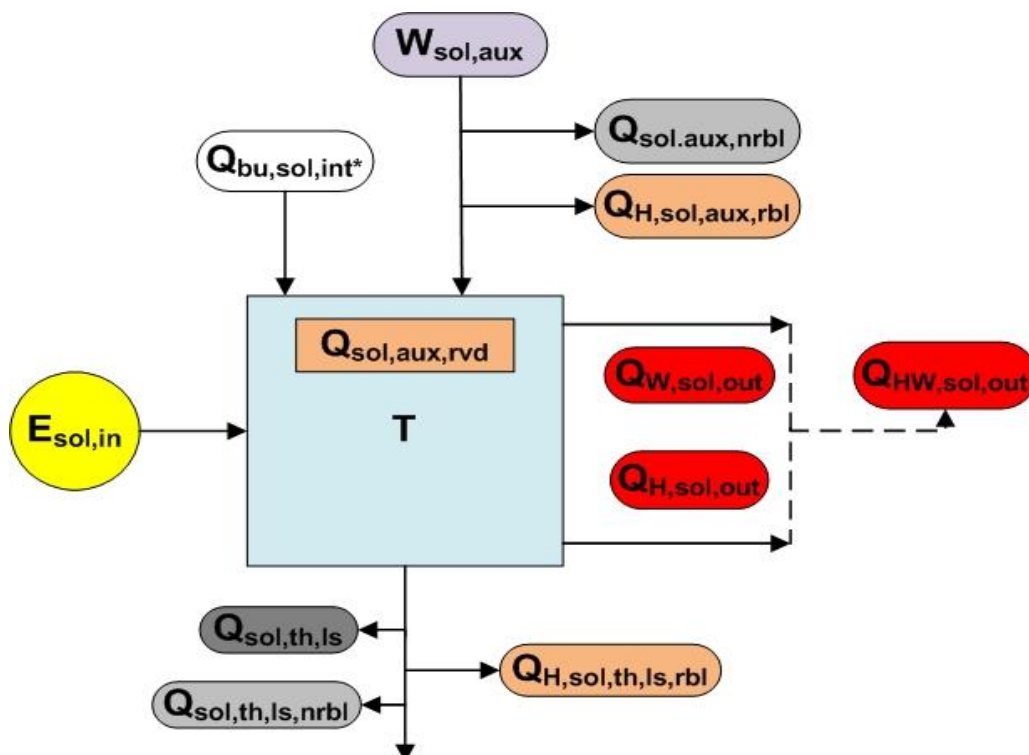 Wsol,aux
Qsol.aux,nrbl
Qbu,sol,int*
QH,sol,aux,rbl
Qsol,aux,rvd
QW,sol,out
QHW,sol,out
Esol,in
T
QH,sol,out
Qsol,th,ls
QH,sol,th,ls,rbl
Qsol,th,ls,nrbl